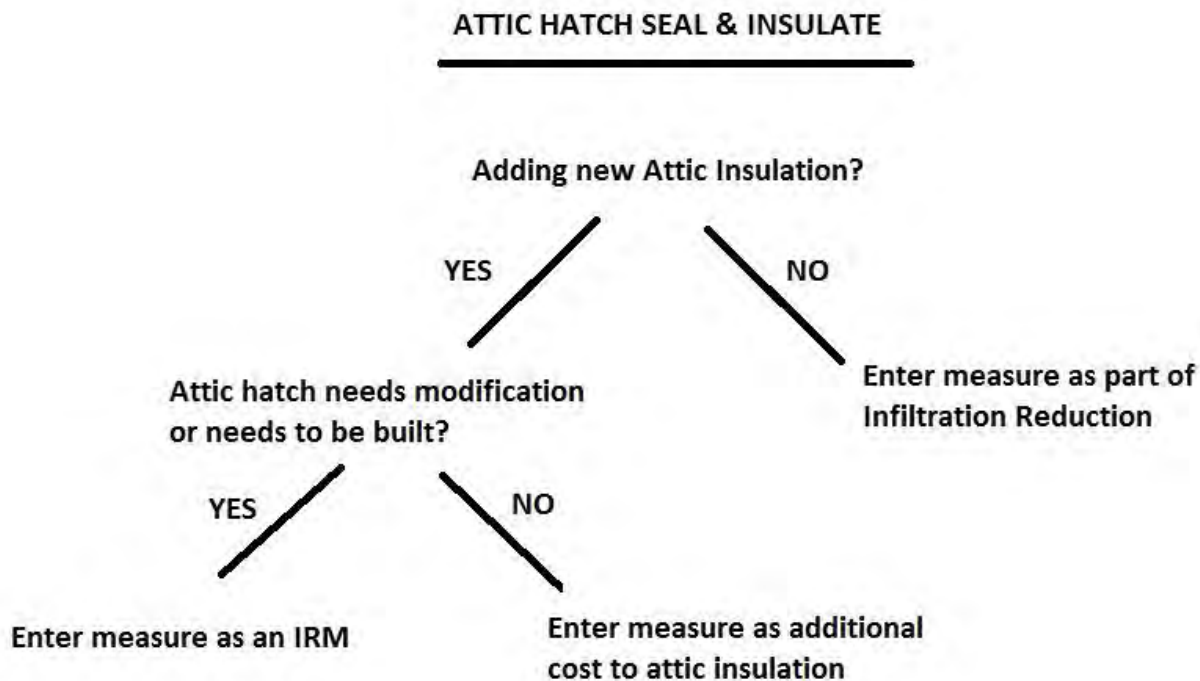 ATTIC HATCH SEAL & INSULATE
Adding new Attic Insulation?
YES
NO
Attic hatch needs modification
or needs to be built?
Enter measure as part of
Infiltration Reduction
YES
NO
Enter measure as an IRM
Enter measure as additional
cost to attic insulation